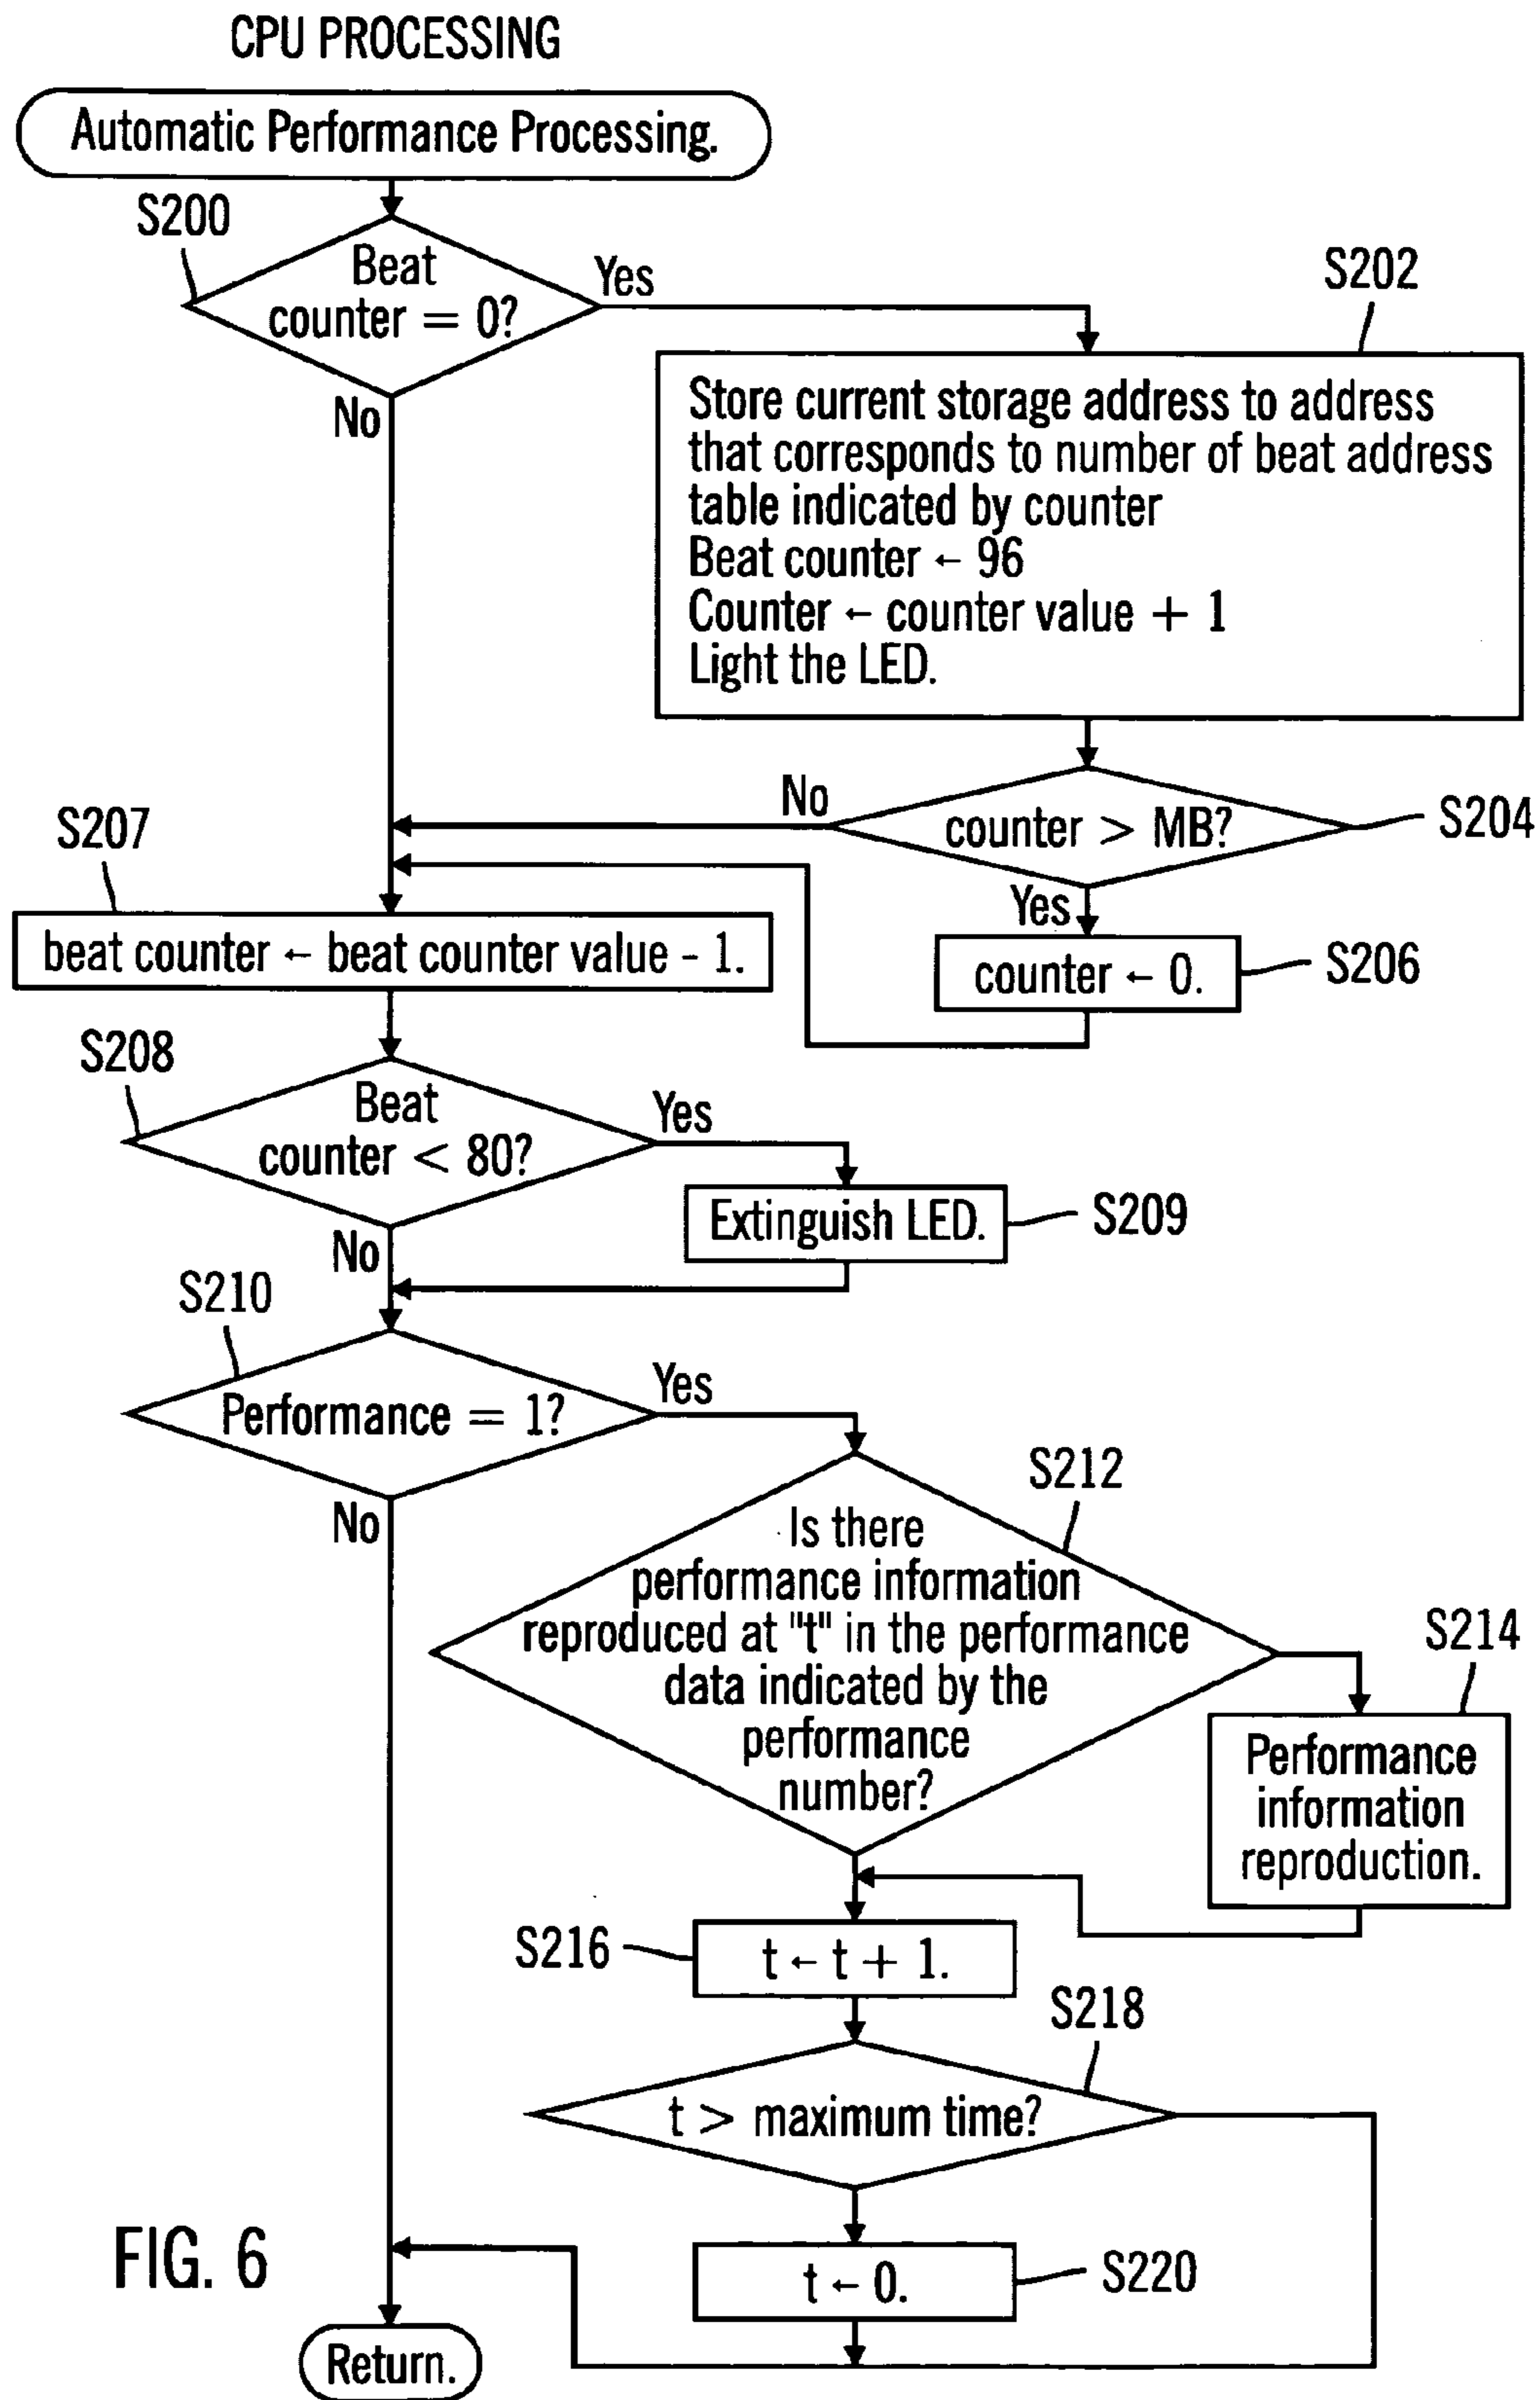 CPU PROCESSING
Automatic Performance Processing.
S200
Beat
counter = 0?
Yes
No
S202
Store current storage address to address
that corresponds to number of beat address
table indicated by counter
Beat counter ← 96
Counter ← counter value + 1
Light the LED.
No
counter > MB?
S204
Yes
S207
beat counter ← beat counter value - 1.
counter ← 0.
S206
S208
Beat
counter < 80?
Yes
Extinguish LED.
S209
No
S210
Performance = 1?
Yes
No
S212
Is there
performance information
reproduced at "t" in the performance
data indicated by the
performance
number?
S214
Performance
information
reproduction.
S216
t ← t + 1.
S218
t > maximum time?
t ← 0.
S220
FIG. 6
Return.